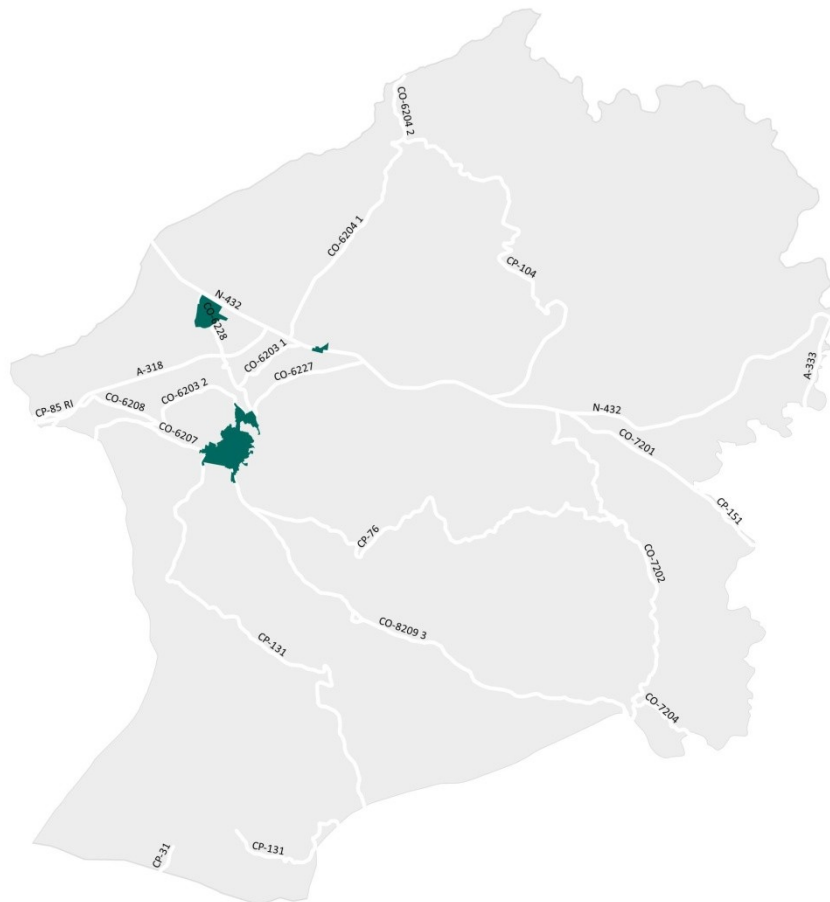 CO-6204 2
CO-6204 1
CP-104
N-432
CO-6228
CO-6203 1
A-318
CO-6227
A-333
CO-6203 2
CP-85 RI
CO-6208
N-432
CO-6207
CO-7201
CP-151
CP-76
CO-7202
CO-8209 3
CP-131
CO-7204
CP-31
CP-131